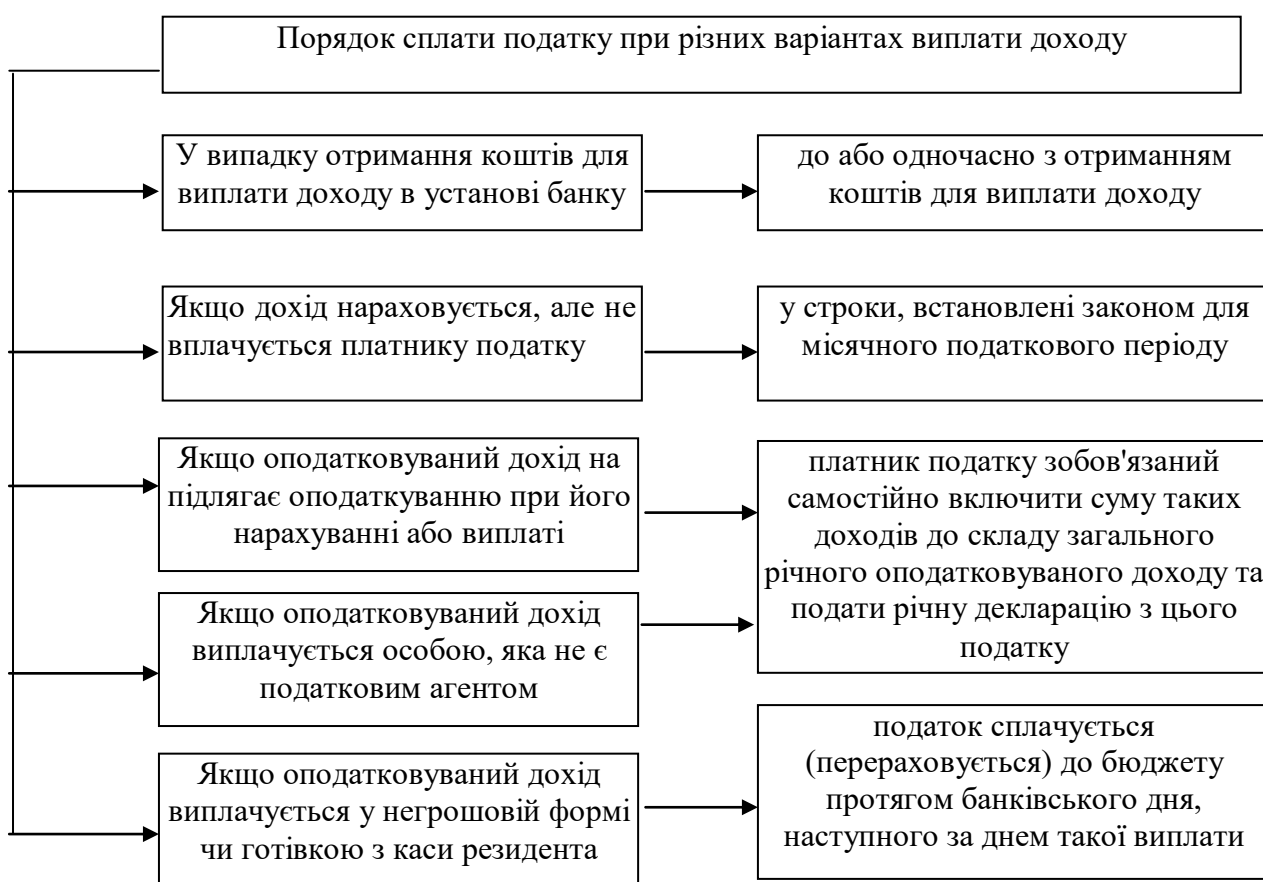 Порядок сплати податку при різних варіантах виплати доходу
У випадку отримання коштів для
виплати доходу в установі банку
до або одночасно з отриманням
коштів для виплати доходу
Якщо дохід нараховується, але не
вплачується платнику податку
у строки, встановлені законом для
місячного податкового періоду
Якщо оподатковуваний дохід на
підлягає оподаткуванню при його
нарахуванні або виплаті
Якщо оподатковуваний дохід
виплачується особою, яка не є
податковим агентом
платник податку зобов'язаний
самостійно включити суму таких
доходів до складу загального
річного оподатковуваного доходу та
подати річну декларацію з цього
податку
Якщо оподатковуваний дохід
виплачується у негрошовій формі
чи готівкою з каси резидента
податок сплачується
(перераховується) до бюджету
протягом банківського дня,
наступного за днем такої виплати